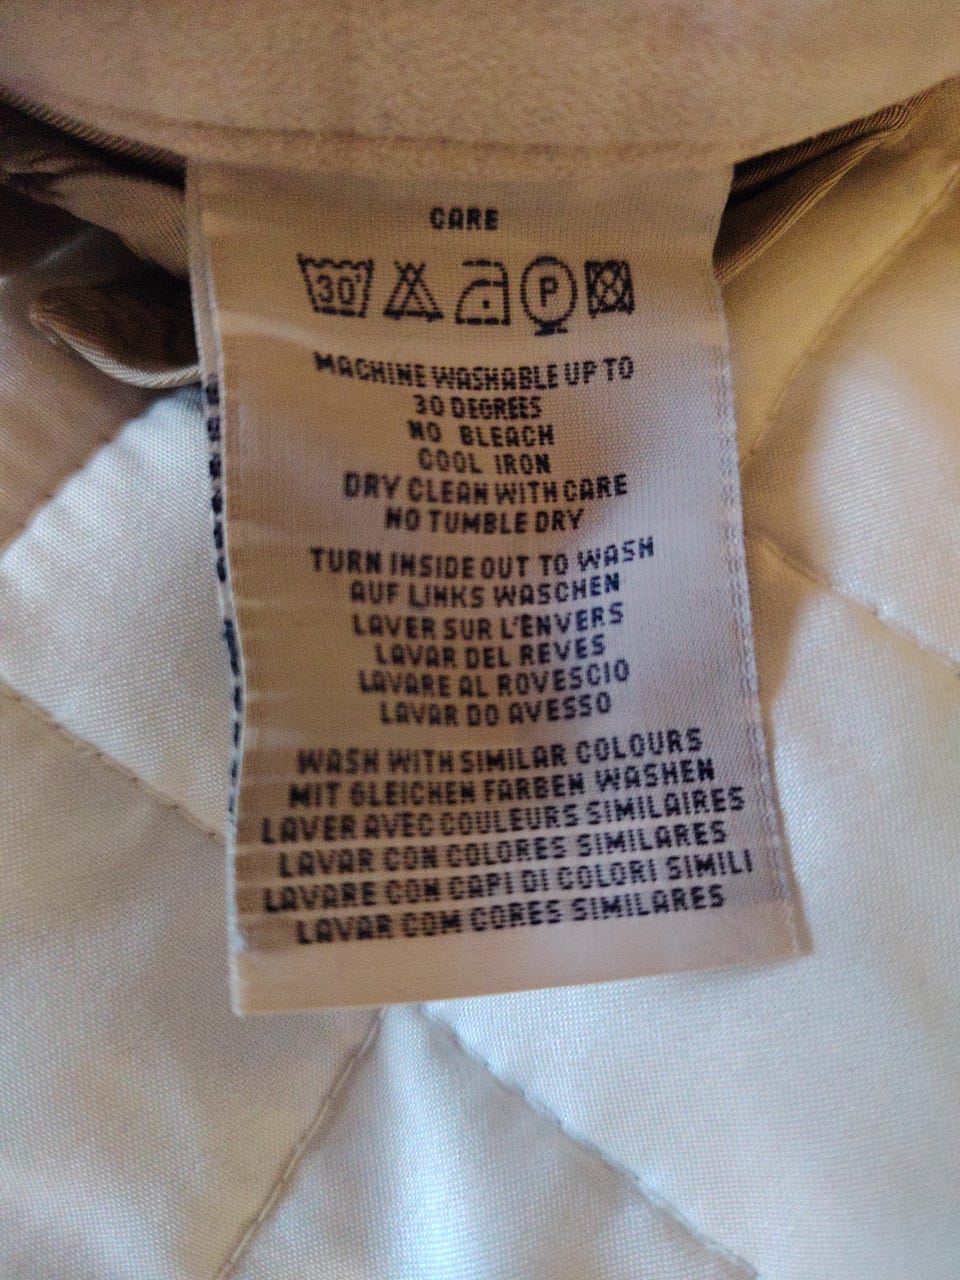 CARE
30°
P
MACHINE WASHABLE UP TO
30 DEGREES
NO BLEACH
COOL IRON
DRY CLEAN WITH CARE
NO TUMBLE DRY
TURN INSIDE OUT TO WASH
AUF LINKS WASCHEN
LAVER SUR L'ENVERS
LAVAR DEL REVES
LAVARE AL ROVESCIO
LAVAR DO AVESSO
WASH WITH SIMILAR COLOURS
MIT GLEICHEN FARBEN WASHEN
LAVER AVEC COULEURS SIMILAIRES
LAVAR CON COLORES SIMILARES
LAVARE CON CAPI DI COLORI SIMILI
LAVAR COM CORES SIMILARES